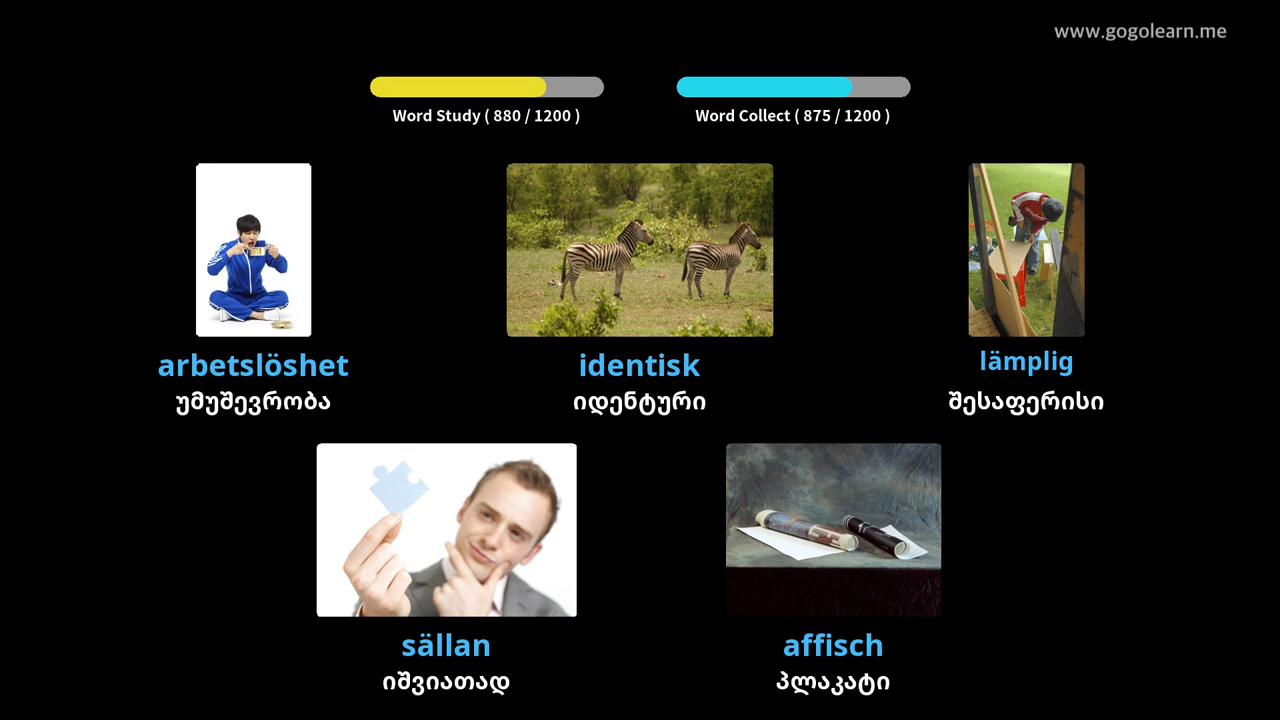 www.gogolearn.me
Word Study ( 880 / 1200 )
Word Collect ( 875 / 1200 )
arbetslöshet
უმუშევრობა
identisk
იდენტური
lämplig
შესაფერისი
sällan
იშვიათად
affisch
პლაკატი